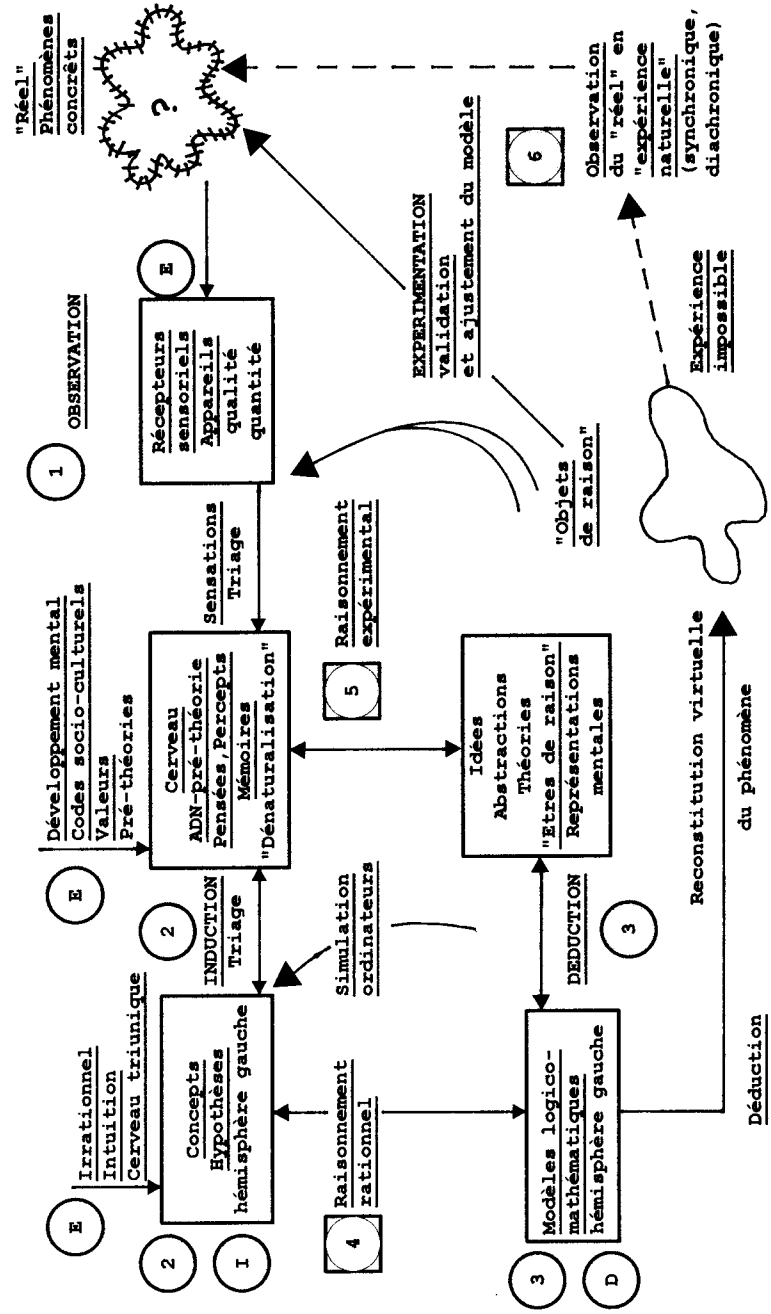 Irrationnel
Intuition
Cerveau triunique
E
Développement mental
Codes socio-culturels
Valeurs
Pré-théories
E
1
OBSERVATION
"Réel"
Phénomènes
concrêts
?
2
I
Concepts
Hypothèses
hémisphère gauche
2
INDUCTION
Triage
Cerveau
ADN-pré-théorie
Pensées,Percepts
Mémoires
"Dénaturalisation"
Sensations
Triage
Récepteurs
sensoriels
Appareils
qualité
quantité
E
4
Raisonnement
rationnel
Simulation
ordinateurs
5
Raisonnement
expérimental
EXPERIMENTATION
validation
et ajustement du modèle
3
D
Modèles logico-
mathématiques
hémisphère gauche
DEDUCTION
3
Idées
Abstractions
Théories
"Etres de raison"
Représentations
mentales
"Objets
de raison"
6
Observation
du "réel" en
"expérience
naturelle"
(synchronique,
diachronique)
Déduction
Reconstitution virtuelle
du phénomène
Expérience
impossible